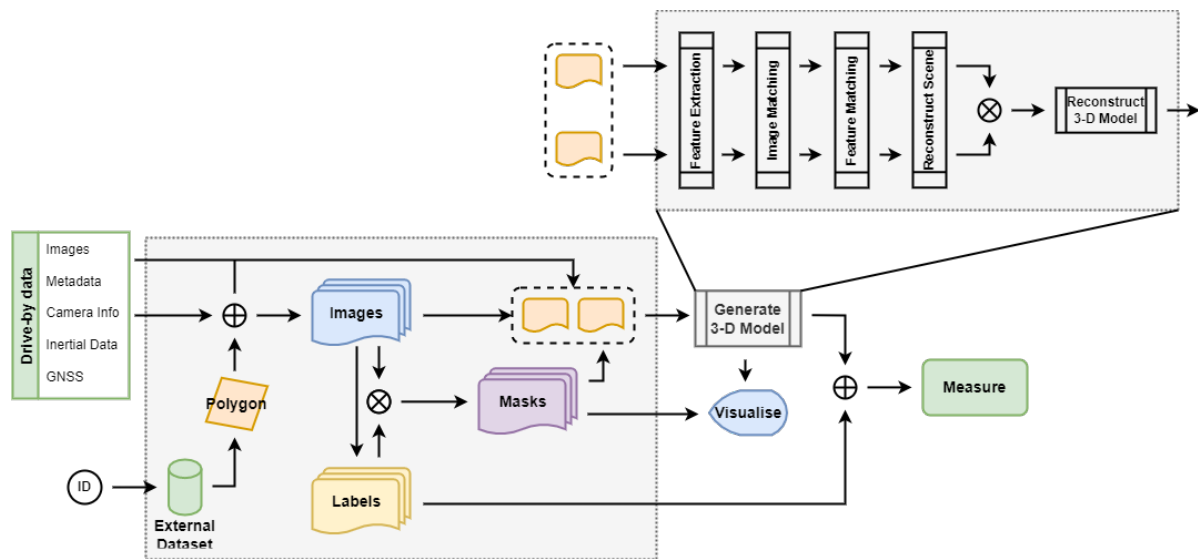 Feature Extraction
Image Matching
Feature Matching
Reconstruct Scene
Reconstruct
3-D Model
Drive-by data
Images
Metadata
Camera Info
Inertial Data
GNSS
Images
Generate
3-D Model
Polygon
Masks
Visualise
Measure
ID
Labels
External
Dataset